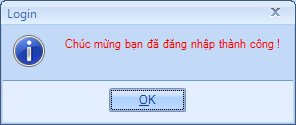 Login
Chúc mừng bạn đã đăng nhập thành công !
OK